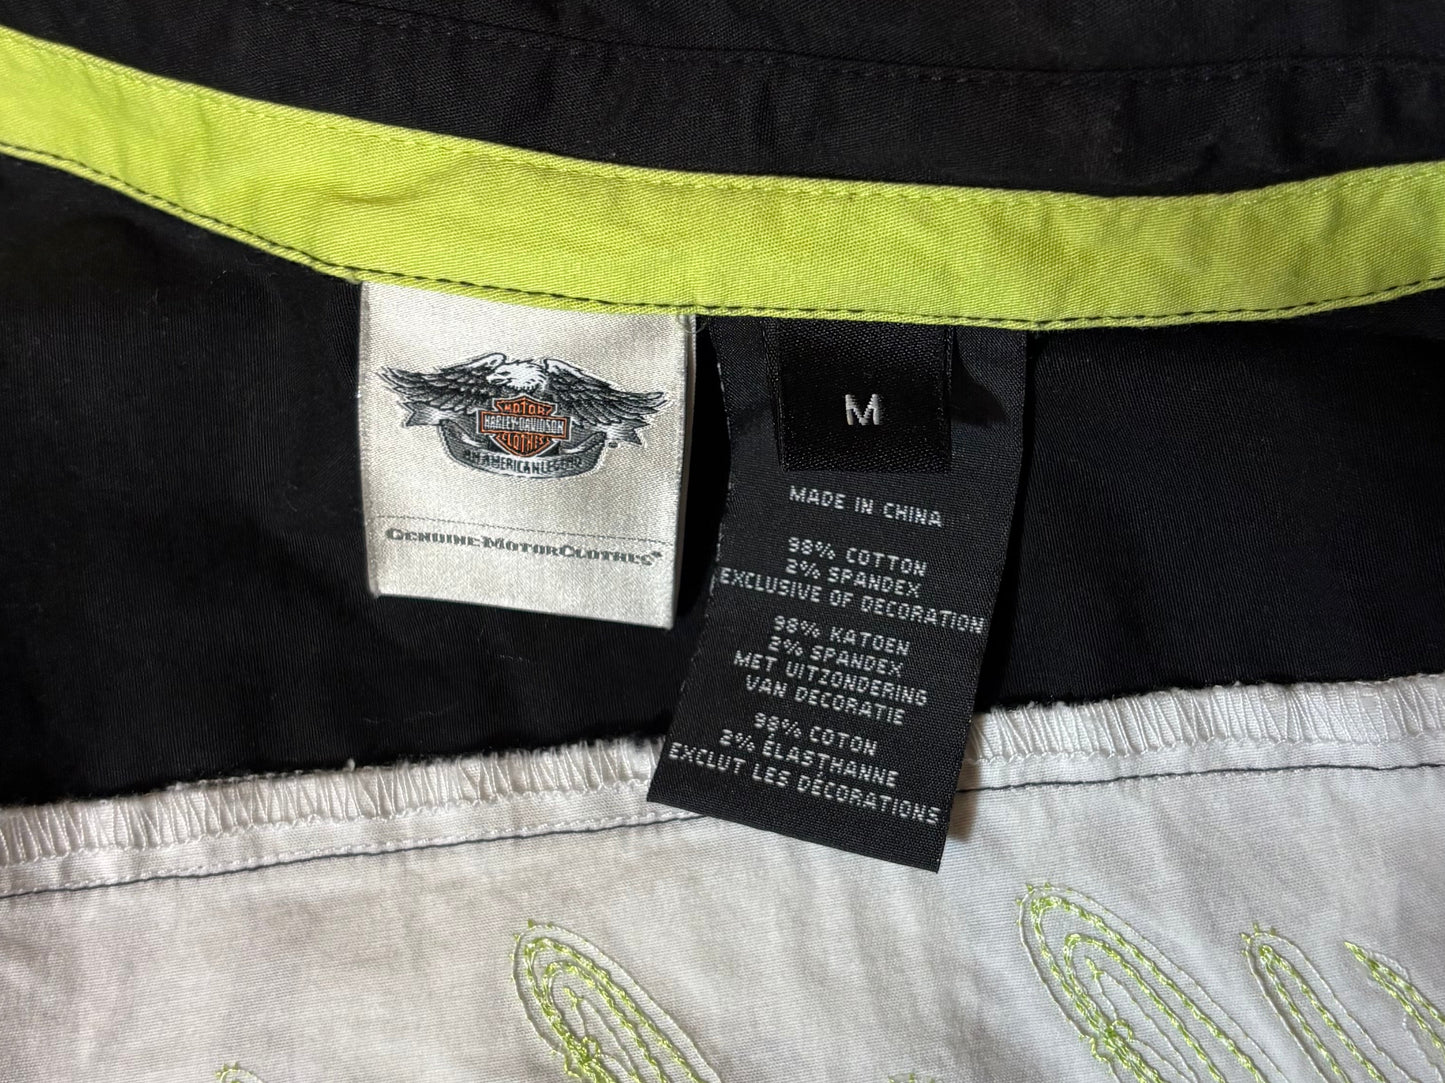 MOTOR
HARLEY-DAVIDSON
CLOTHES
AN AMERICAN LEGEND
GENUINE MOTORCLOTHES®
M
MADE IN CHINA
98% COTTON
2% SPANDEX
EXCLUSIVE OF DECORATION
98% KATOEN
2% SPANDEX
MET UITZONDERING
VAN DECORATIE
98% COTON
2% ÉLASTHANNE
EXCLUT LES DÉCORATIONS